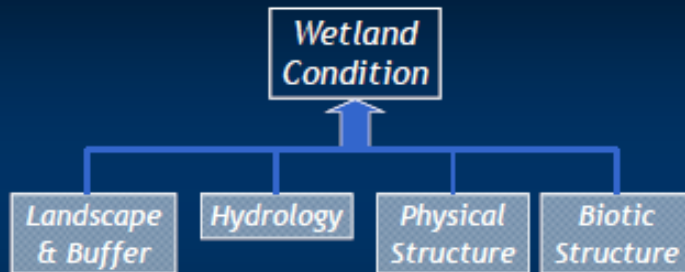 Wetland
Condition
Landscape
& Buffer
Hydrology
Physical
Structure
Biotic
Structure